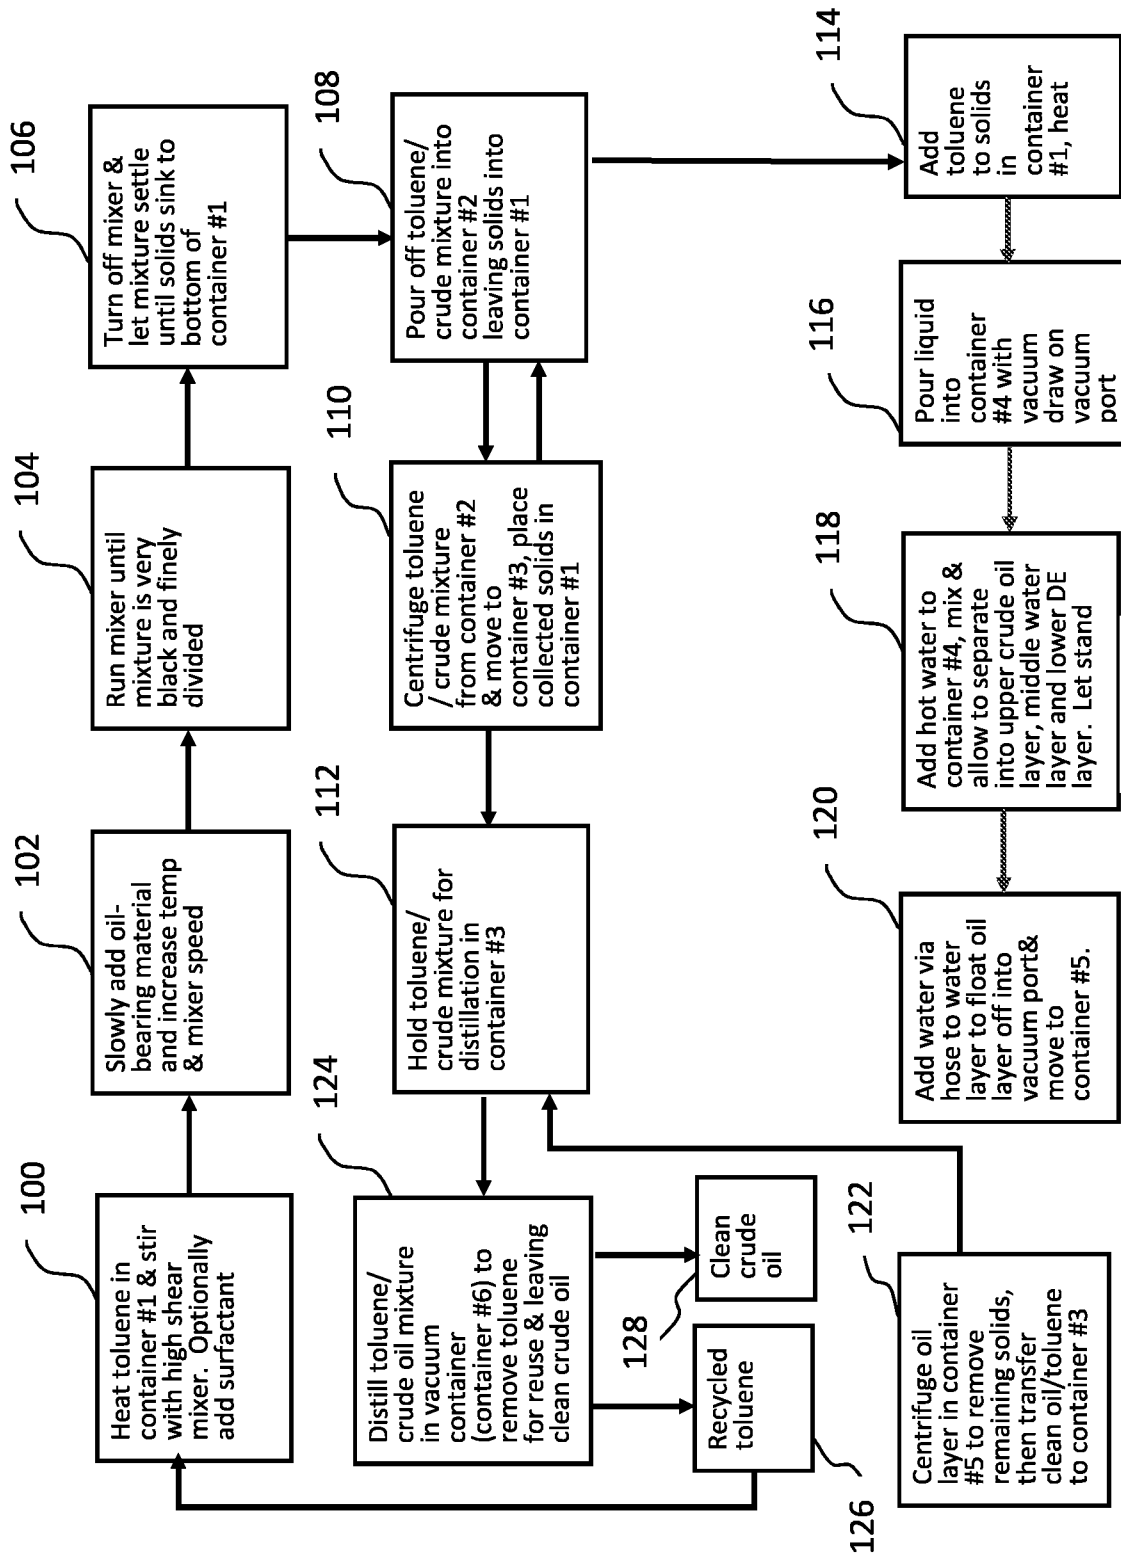 100
Heat toluene in
container #1 & stir
with high shear
mixer.  Optionally
add surfactant
102
Slowly add oil-
bearing material
and increase temp
& mixer speed
104
Run mixer until
mixture is very
black and finely
divided
106
Turn off mixer &
let mixture settle
until solids sink to
bottom of
container #1
124
Distill toluene/
crude oil mixture
in vacuum
container
(container #6) to
remove toluene
for reuse & leaving
clean crude oil
112
Hold toluene/
crude mixture for
distillation in
container #3
110
Centrifuge toluene
/ crude mixture
from container #2
& move to
container #3, place
collected solids in
container #1
108
Pour off toluene/
crude mixture into
container #2
leaving solids into
container #1
126
Recycled
toluene
128
Clean
crude
oil
122
Centrifuge oil
layer in container
#5 to remove
remaining solids,
then transfer
clean oil/toluene
to container #3
120
Add water via
hose to water
layer to float oil
layer off into
vacuum port&
move to
container #5.
118
Add hot water to
container #4, mix &
allow to separate
into upper crude oil
layer, middle water
layer and lower DE
layer.  Let stand
116
Pour liquid
into
container
#4 with
vacuum
draw on
vacuum
port
114
Add
toluene
to solids
in
container
#1, heat